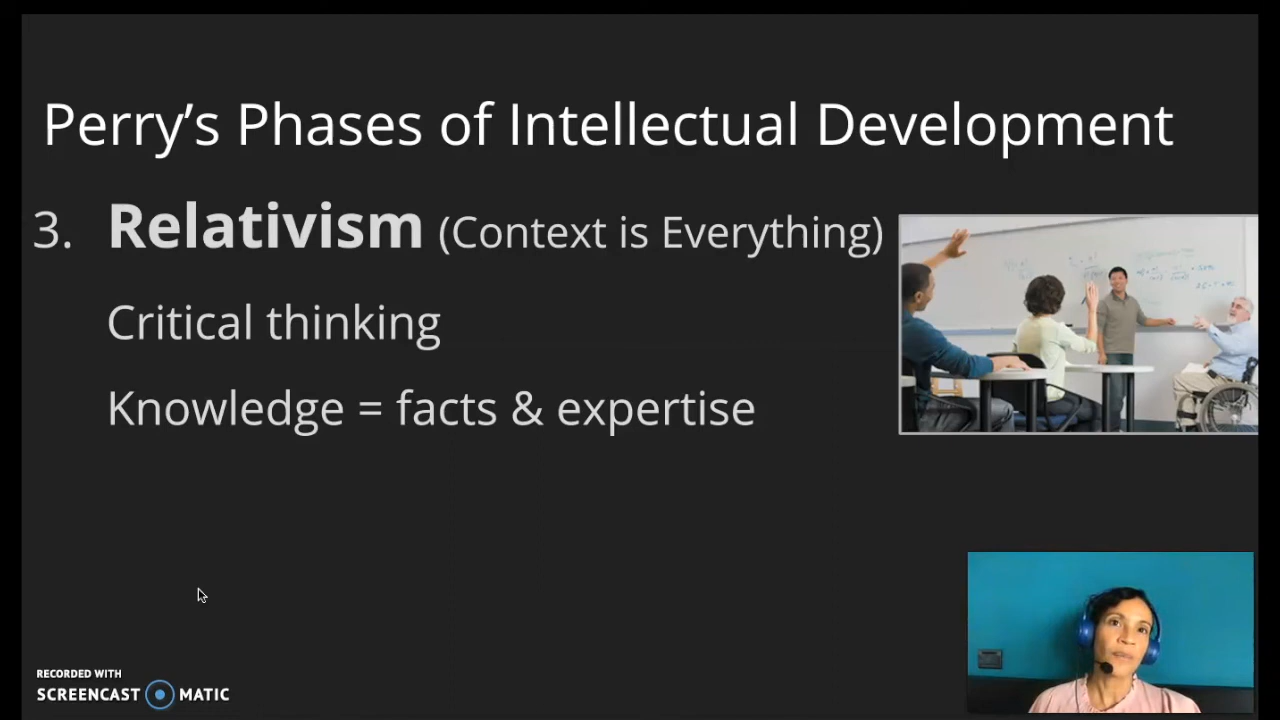 Perry’s Phases of Intellectual Development
3. Relativism (Context is Everything)
Critical thinking
Knowledge = facts & expertise
RECORDED WITH
SCREENCAST MATIC